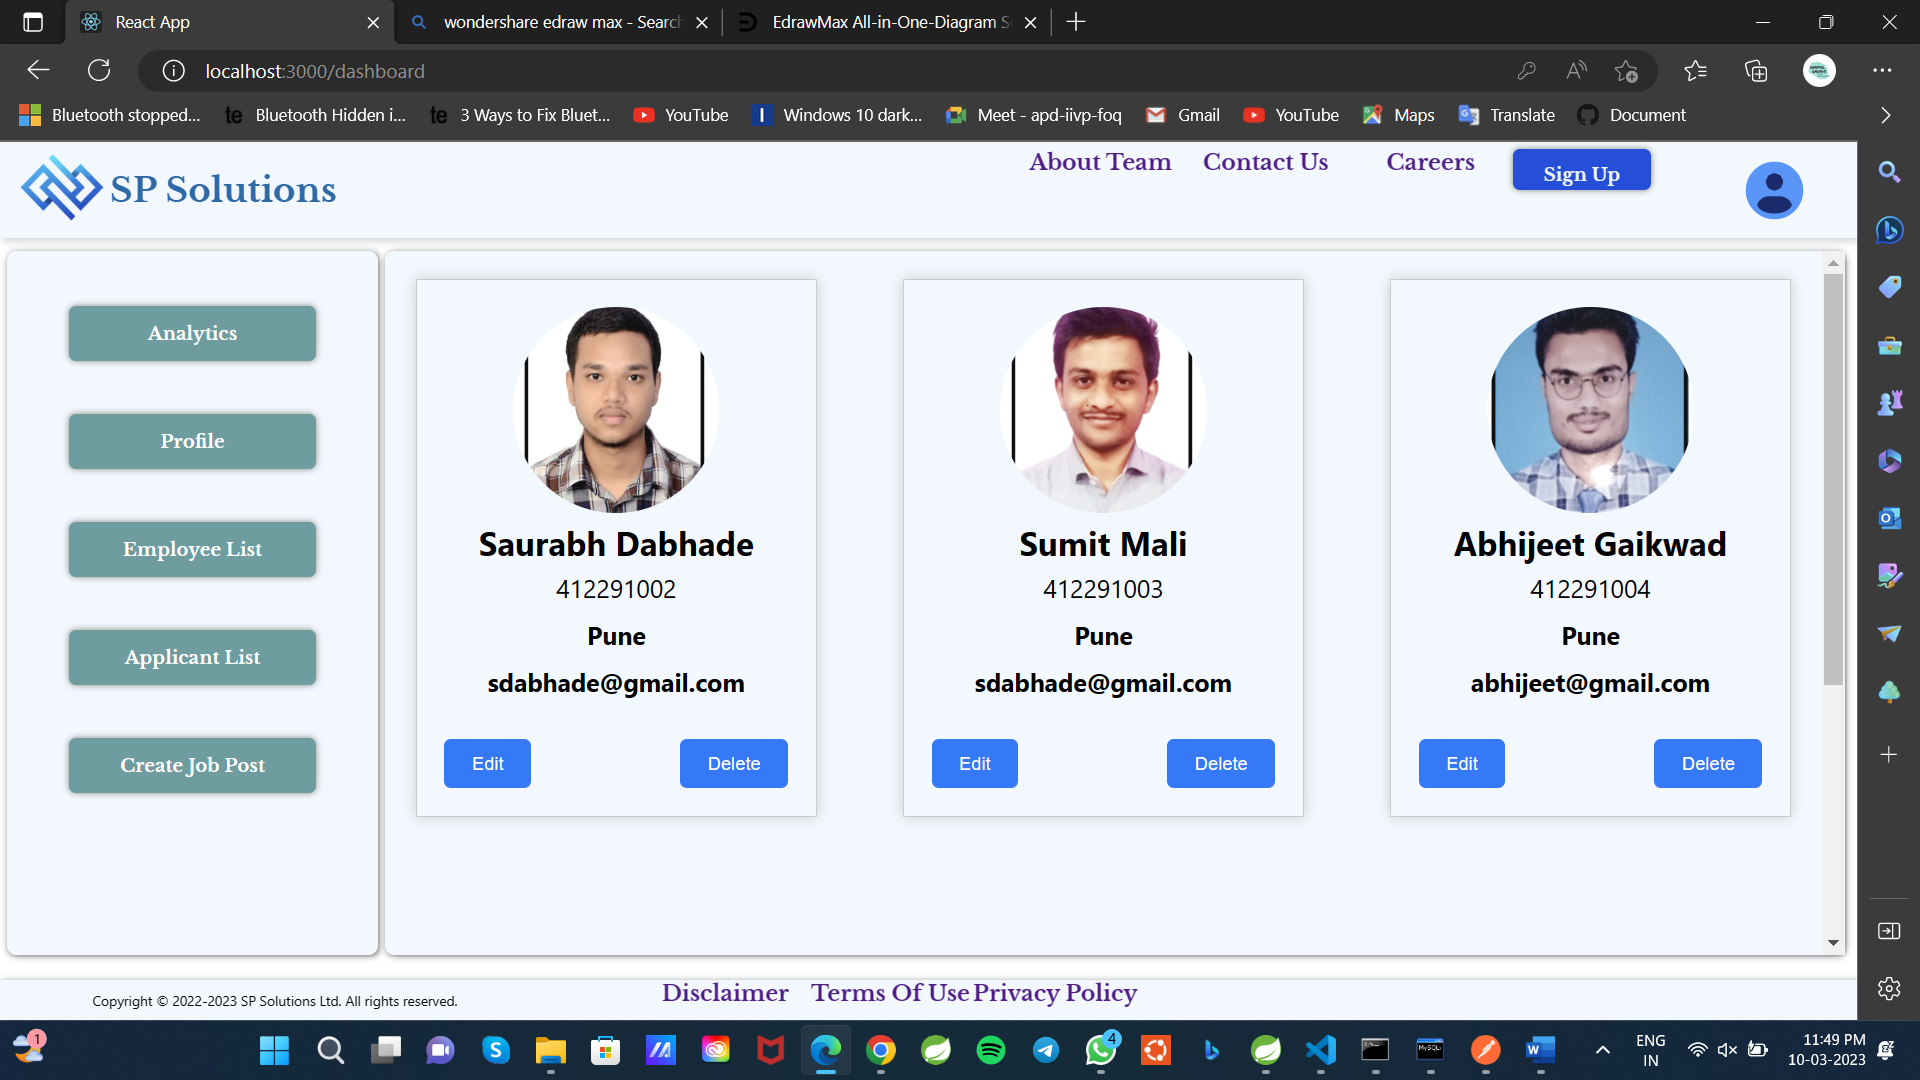 React App
wondershare edraw max - Search
EdrawMax All-in-One-Diagram S
localhost:3000/dashboard
Bluetooth stopped... Bluetooth Hidden i... 3 Ways to Fix Bluet... YouTube Windows 10 dark... Meet - apd-iivp-foq Gmail YouTube Maps Translate Document
SP Solutions
About Team Contact Us Careers Sign Up
Analytics
Profile
Employee List
Applicant List
Create Job Post
Saurabh Dabhade
412291002
Pune
sdabhade@gmail.com
Edit Delete
Sumit Mali
412291003
Pune
sdabhade@gmail.com
Edit Delete
Abhijeet Gaikwad
412291004
Pune
abhijeet@gmail.com
Edit Delete
Copyright © 2022-2023 SP Solutions Ltd. All rights reserved.
Disclaimer Terms Of Use Privacy Policy
1
4
ENG
IN
11:49 PM
10-03-2023